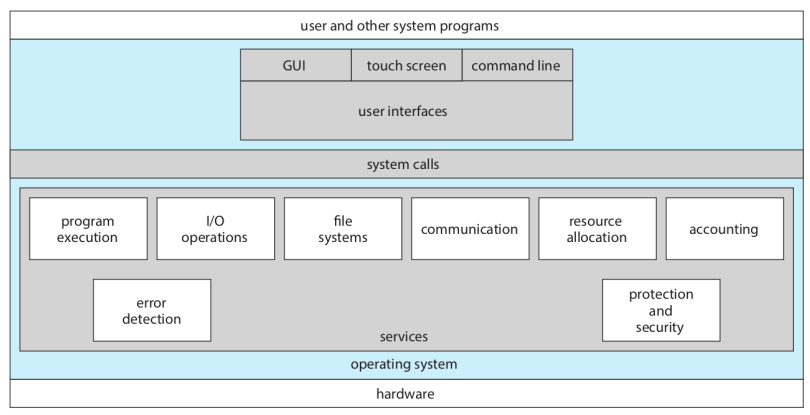 user and other system programs
GUI
touch screen
command line
user interfaces
system calls
program
execution
I/O
operations
file
systems
communication
resource
allocation
accounting
error
detection
protection
and
security
services
operating system
hardware